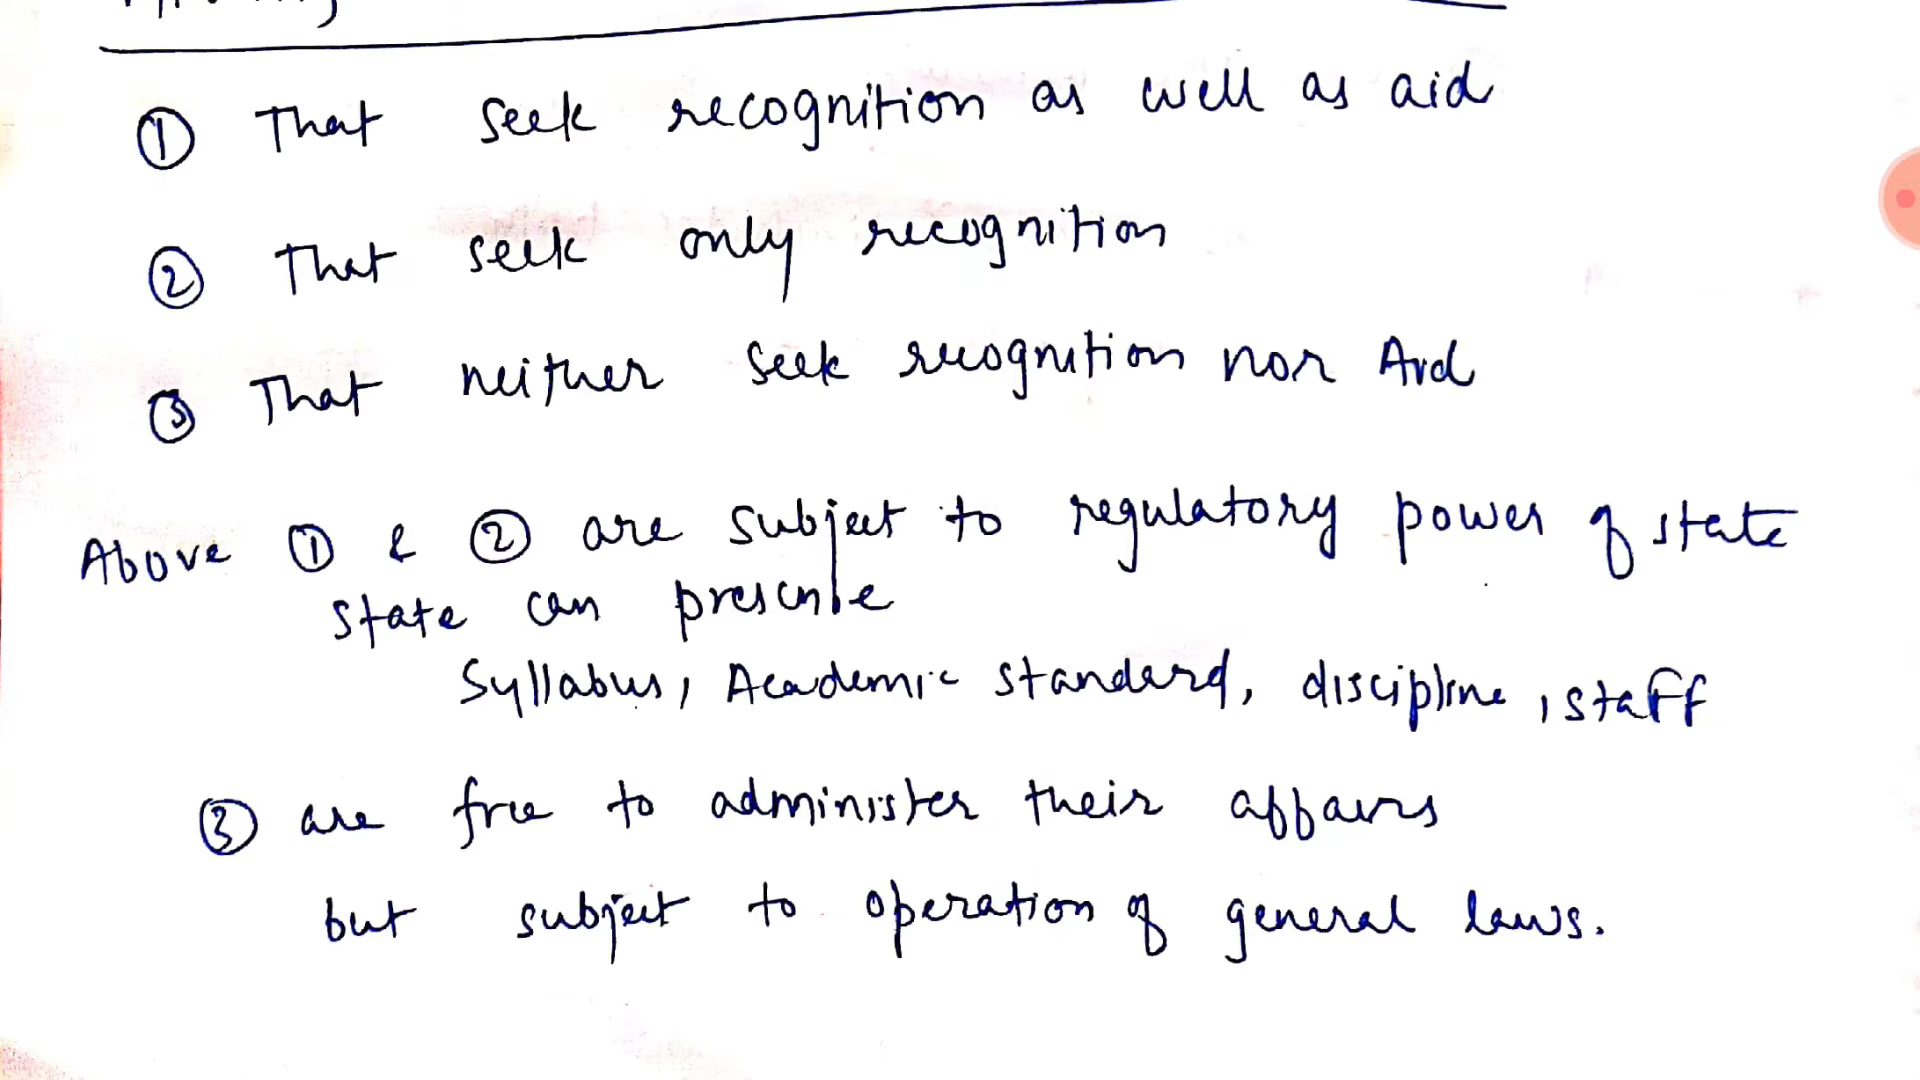 ① That seek recognition as well as aid
② That seek only recognition
③ That neither seek recognition nor Aid
Above ① & ② are subject to regulatory power of state
state can prescribe
Syllabus, Academic standard, discipline, staff
③ are free to administer their affairs
but subject to operation of general laws.